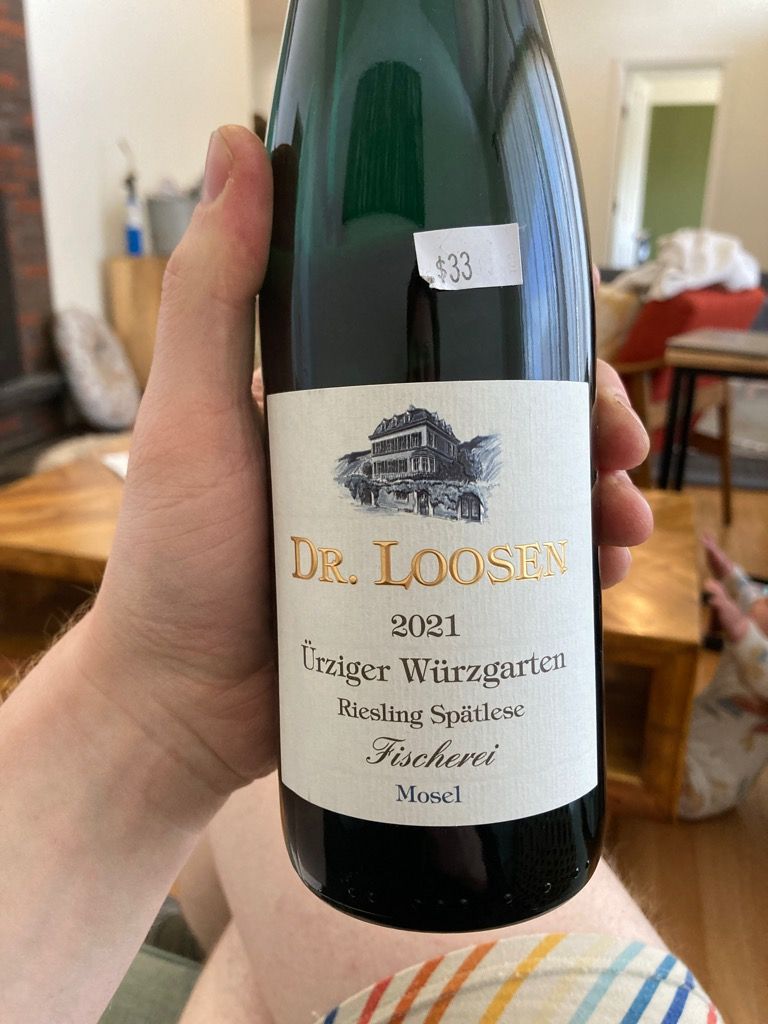 $33
DR. LOOSEN
2021
Ürziger Würzgarten
Riesling Spätlese
Fischerei
Mosel